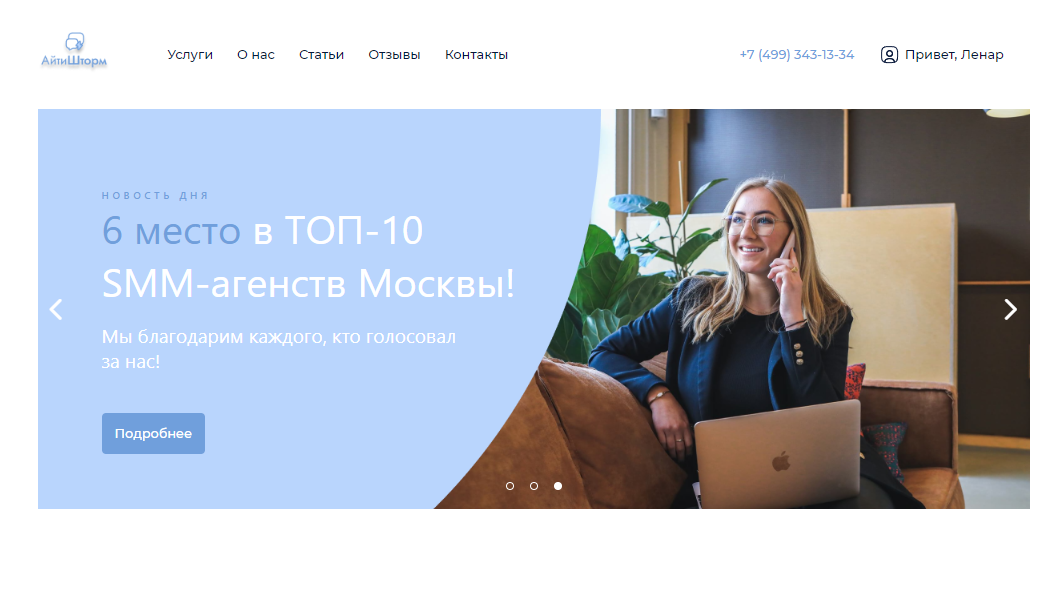 АйтиШторм
Услуги О нас Статьи Отзывы Контакты
+7 (499) 343-13-34
Привет, Ленар
НОВОСТЬ ДНЯ
6 место в ТОП-10
SMM-агенств Москвы!
Мы благодарим каждого, кто голосовал
за нас!
Подробнее